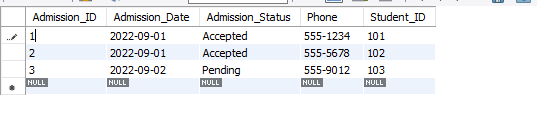 Admission_ID Admission_Date Admission_Status Phone Student_ID
1 2022-09-01 Accepted 555-1234 101
2 2022-09-01 Accepted 555-5678 102
3 2022-09-02 Pending 555-9012 103
NULL NULL NULL NULL NULL